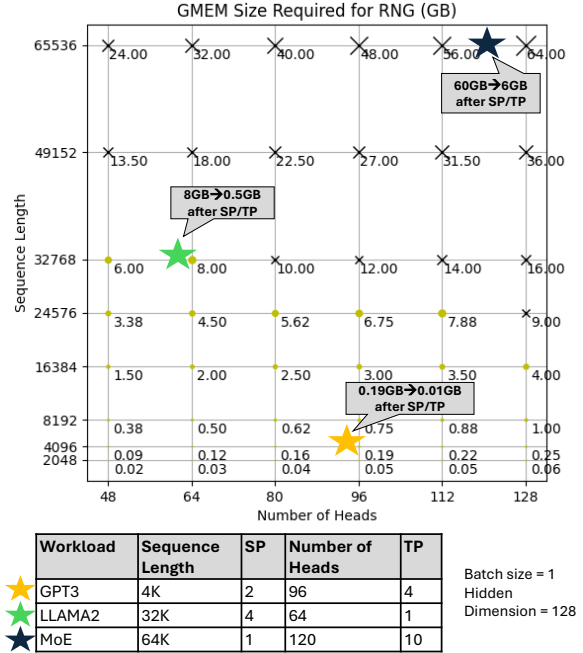 GMEM Size Required for RNG (GB)
65536
24.00 32.00 40.00 48.00 56.00 64.00
60GB→6GB
after SP/TP
49152
13.50 18.00 22.50 27.00 31.50 36.00
8GB→0.5GB
after SP/TP
32768
6.00 8.00 10.00 12.00 14.00 16.00
24576
3.38 4.50 5.62 6.75 7.88 9.00
16384
1.50 2.00 2.50 3.00 3.50 4.00
0.19GB→0.01GB
after SP/TP
8192
0.38 0.50 0.62 0.75 0.88 1.00
4096
0.09 0.12 0.16 0.19 0.22 0.25
2048
0.02 0.03 0.04 0.05 0.05 0.06
Sequence Length
48 64 80 96 112 128
Number of Heads
Workload Sequence Length SP Number of Heads TP
GPT3 4K 2 96 4
LLAMA2 32K 4 64 1
MoE 64K 1 120 10
Batch size = 1
Hidden
Dimension = 128